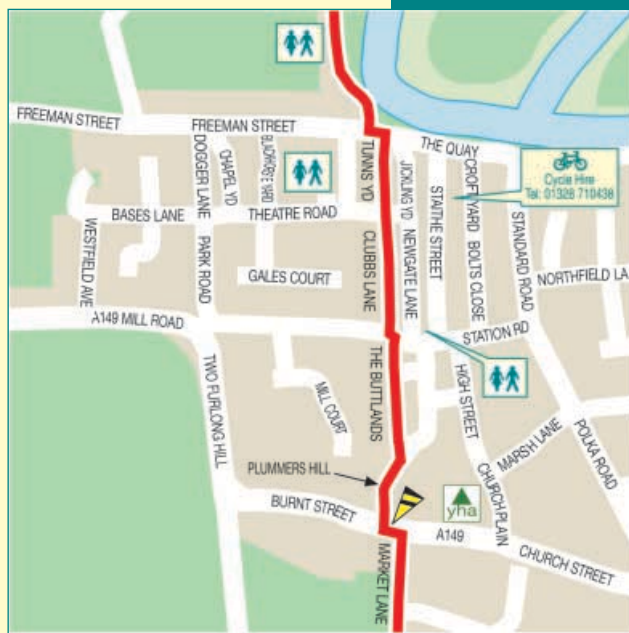 FREEMAN STREET
FREEMAN STREET
THE QUAY
DOGGER LANE
CHAPEL YD
BLACKHORSE YARD
TUNNS YD
JICKLING YD
STAITHE STREET
CROFT YARD
Cycle Hire
Tel: 01328 710438
WESTFIELD AVE
BASES LANE
THEATRE ROAD
PARK ROAD
CLUBBS LANE
NEWGATE LANE
BOLTS CLOSE
STANDARD ROAD
GALES COURT
NORTHFIELD LA
A149 MILL ROAD
STATION RD
TWO FURLONG HILL
MILL COURT
THE BUTTLANDS
HIGH STREET
MARSH LANE
POLKA ROAD
PLUMMERS HILL
CHURCH PLAIN
yha
BURNT STREET
A149
CHURCH STREET
MARKET LANE